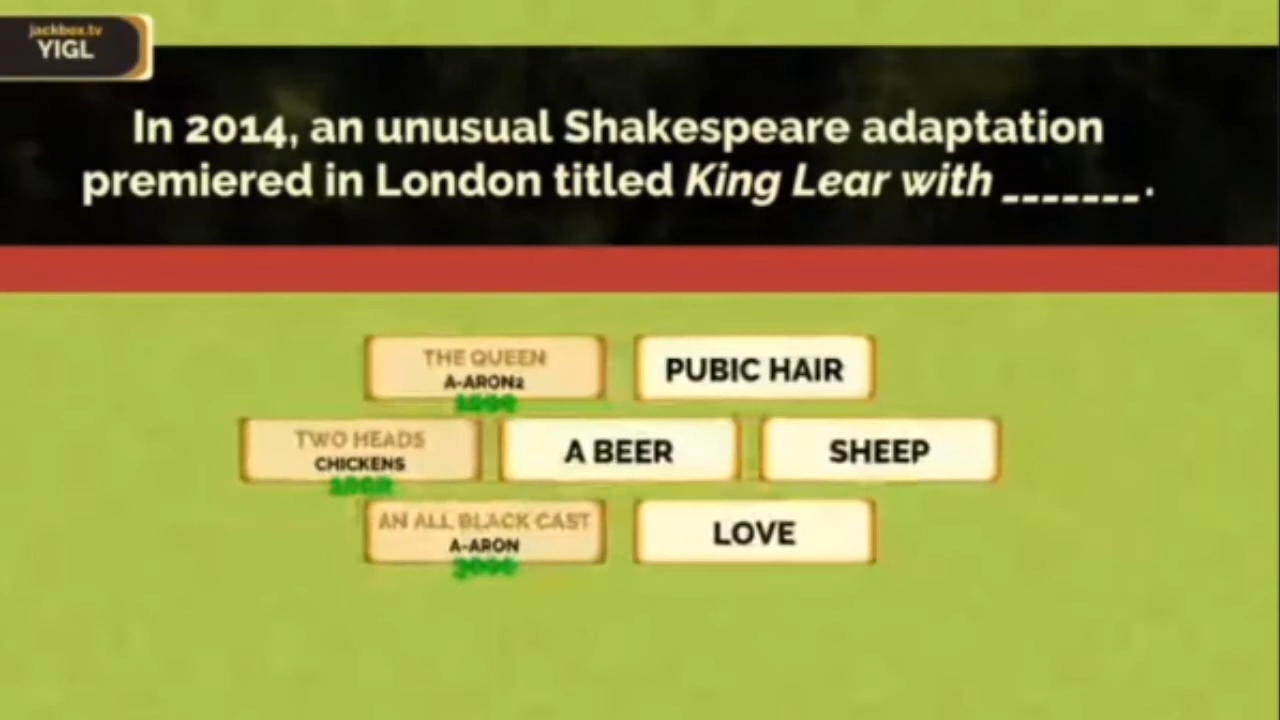 jackbox.tv
YIGL
In 2014, an unusual Shakespeare adaptation
premiered in London titled King Lear with _______.
THE QUEEN
A-ARON2
PUBIC HAIR
TWO HEADS
CHICKENS
A BEER
SHEEP
AN ALL BLACK CAST
A-ARON
LOVE